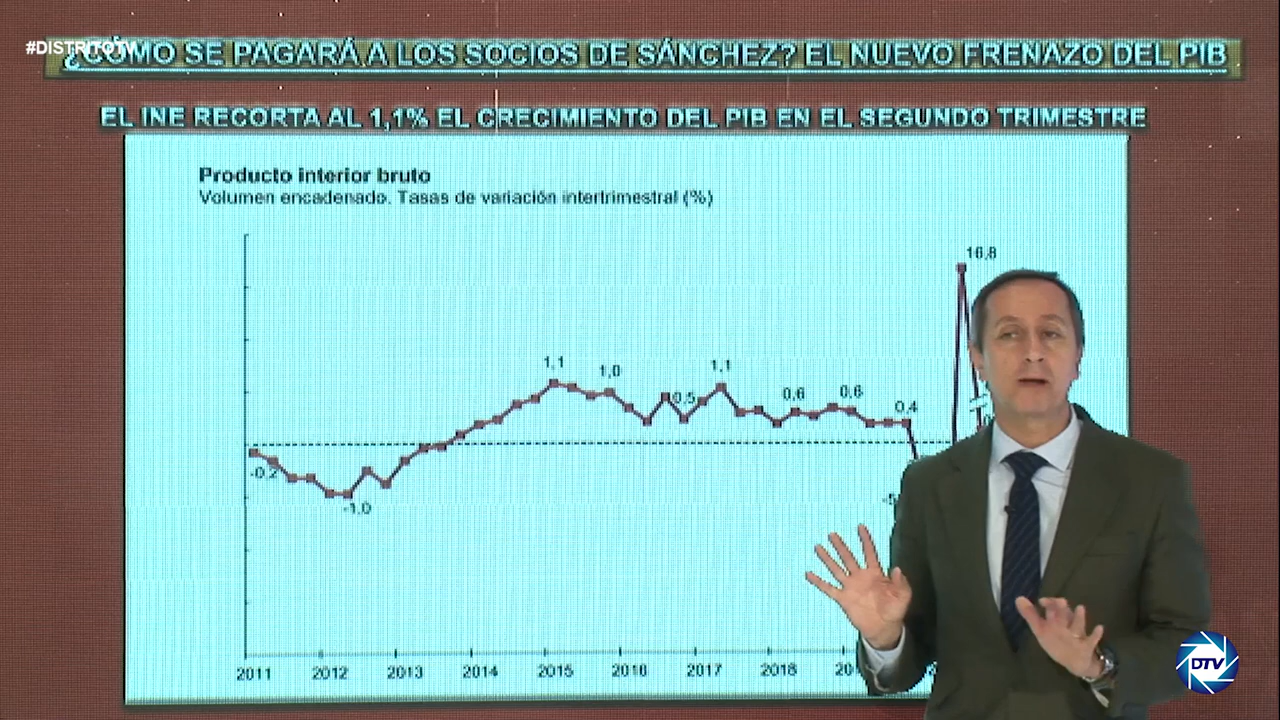 #DISTRITOTV
¿CÓMO SE PAGARÁ A LOS SOCIOS DE SÁNCHEZ? EL NUEVO FRENAZO DEL PIB
EL INE RECORTA AL 1,1% EL CRECIMIENTO DEL PIB EN EL SEGUNDO TRIMESTRE
Producto interior bruto
Volumen encadenado. Tasas de variación intertrimestral (%)
16,8
1,1
1,0
1,1
0,5
0,6
0,6
0,4
-0,2
-1,0
2011 2012 2013 2014 2015 2016 2017 2018
DTV